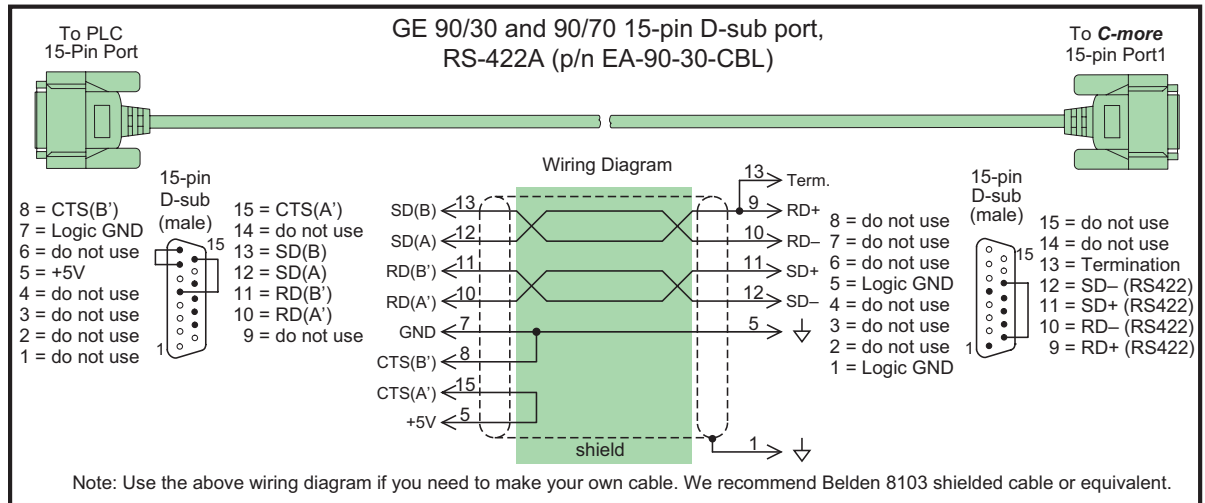 To PLC
15-Pin Port
GE 90/30 and 90/70 15-pin D-sub port,
RS-422A (p/n EA-90-30-CBL)
To C-more
15-pin Port1
15-pin
D-sub
(male)
8 = CTS(B')
7 = Logic GND
6 = do not use
5 = +5V
4 = do not use
3 = do not use
2 = do not use
1 = do not use
15
1
15 = CTS(A')
14 = do not use
13 = SD(B)
12 = SD(A)
11 = RD(B')
10 = RD(A')
9 = do not use
Wiring Diagram
13 Term.
SD(B) 13 9 RD+
SD(A) 12 10 RD–
RD(B') 11 11 SD+
RD(A') 10 12 SD–
GND 7 5
CTS(B') 8
CTS(A') 15
+5V 5
shield
1
8 = do not use
7 = do not use
6 = do not use
5 = Logic GND
4 = do not use
3 = do not use
2 = do not use
1 = Logic GND
15-pin
D-sub
(male)
15
1
15 = do not use
14 = do not use
13 = Termination
12 = SD– (RS422)
11 = SD+ (RS422)
10 = RD– (RS422)
9 = RD+ (RS422)
Note: Use the above wiring diagram if you need to make your own cable. We recommend Belden 8103 shielded cable or equivalent.